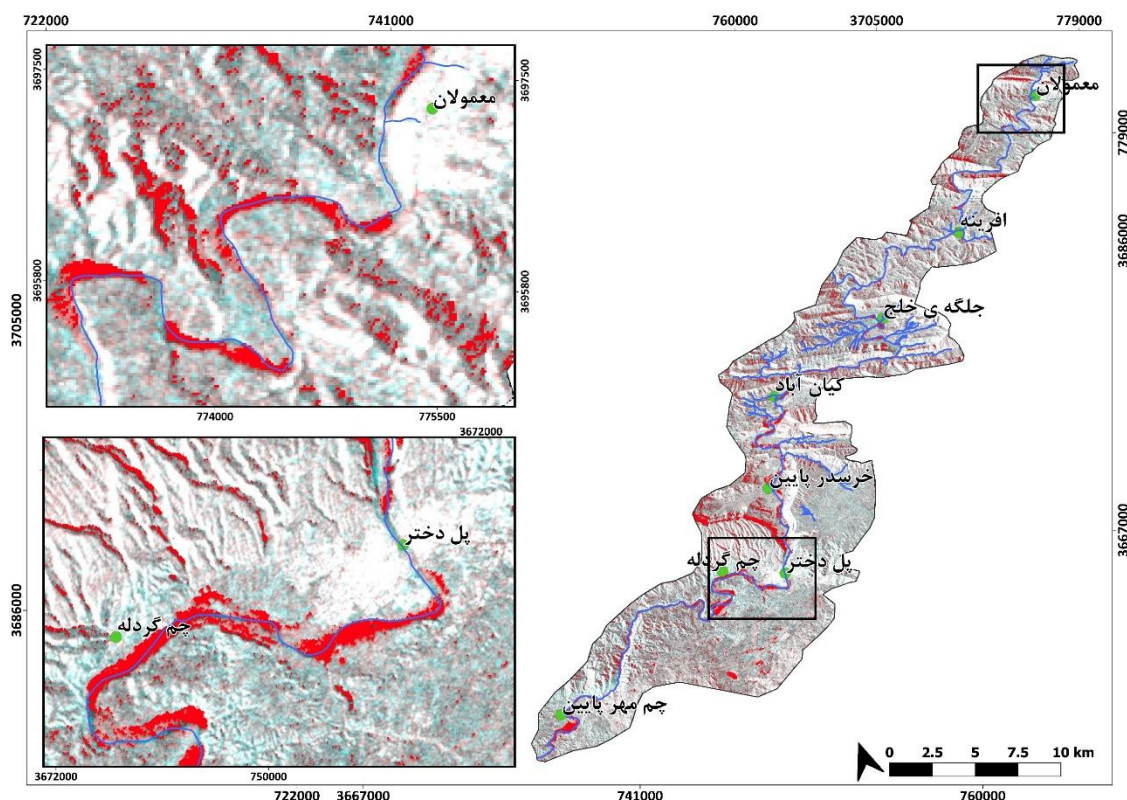 722000
741000
760000
3705000
779000
3697500
3697500
معمولان
3695800
3695800
774000
775500
3705000
معمولان
779000
افرینه
3686000
جلگه ی خلج
کیان آباد
خرسدر پایین
3667000
3672000
پل دختر
چم گردله
چم گردله
پل دختر
3686000
چم مهر پایین
3672000
750000
722000
3667000
741000
760000
0
2.5
5
7.5
10 km